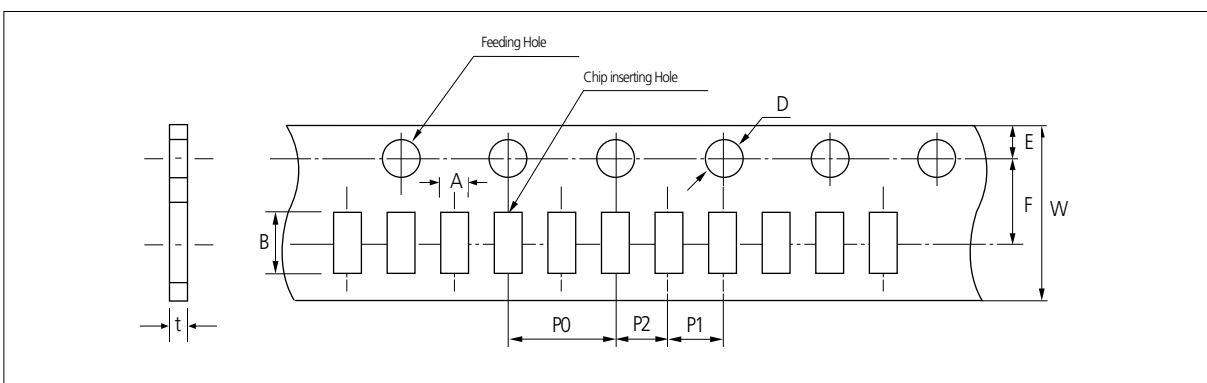 Feeding Hole
Chip inserting Hole
D
E
A
F
W
B
t
P0
P2
P1